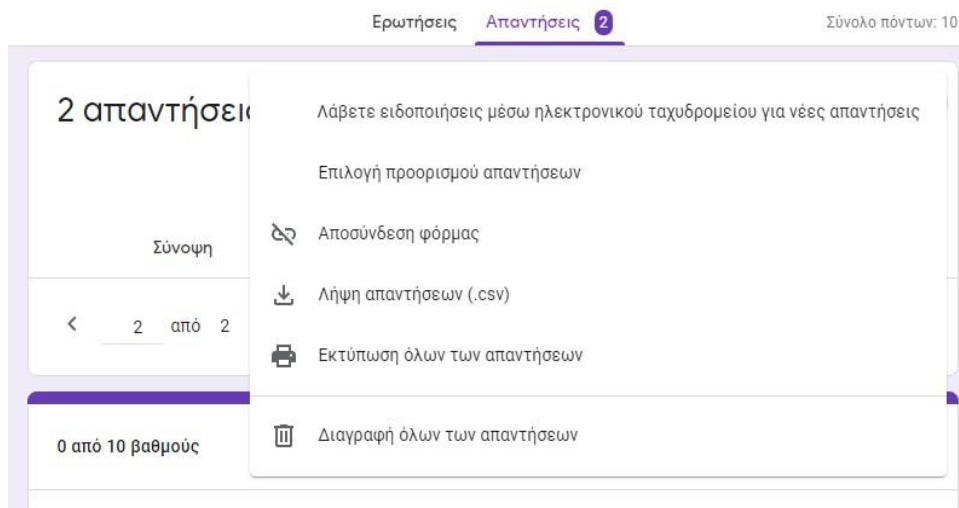 Ερωτήσεις Απαντήσεις 2 Σύνολο πόντων: 10
2 απαντήσεις
Λάβετε ειδοποιήσεις μέσω ηλεκτρονικού ταχυδρομείου για νέες απαντήσεις
Επιλογή προορισμού απαντήσεων
Σύνοψη
Αποσύνδεση φόρμας
Λήψη απαντήσεων (.csv)
2 από 2
Εκτύπωση όλων των απαντήσεων
Διαγραφή όλων των απαντήσεων
0 από 10 βαθμούς